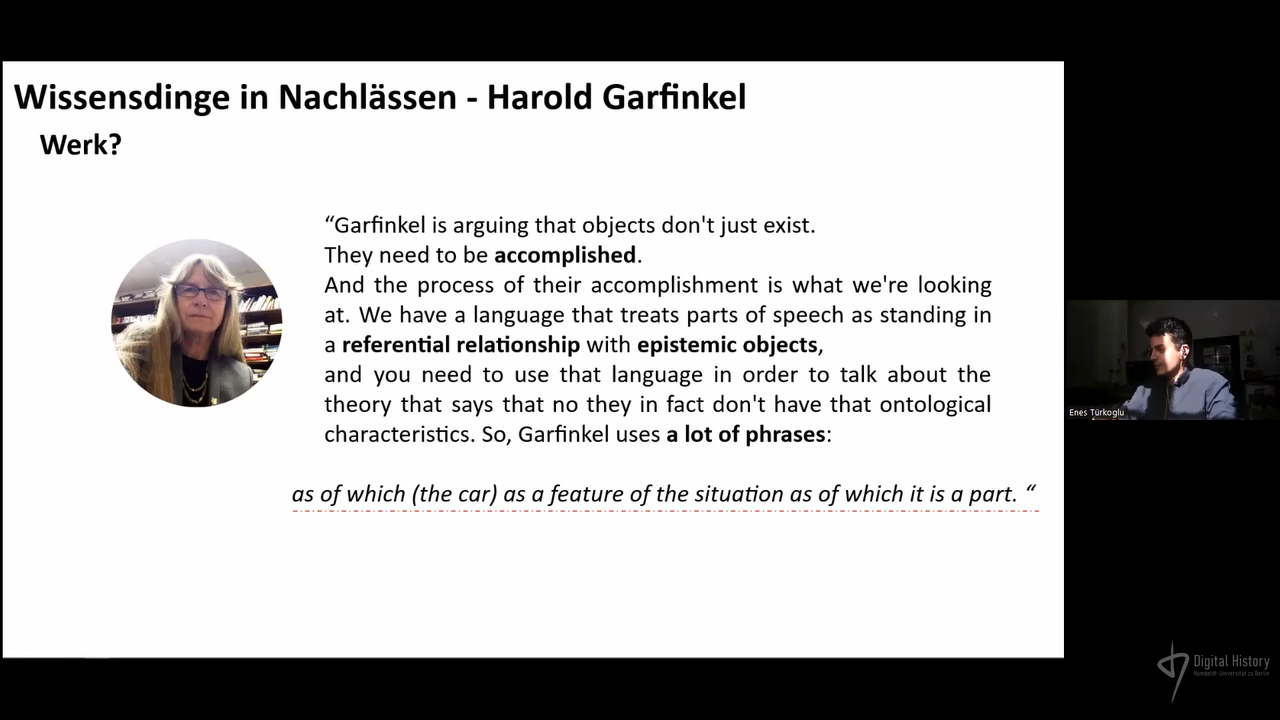 Wissensdinge in Nachlässen - Harold Garfinkel
Werk?
“Garfinkel is arguing that objects don't just exist.
They need to be accomplished.
And the process of their accomplishment is what we're looking
at. We have a language that treats parts of speech as standing in
a referential relationship with epistemic objects,
and you need to use that language in order to talk about the
theory that says that no they in fact don't have that ontological
characteristics. So, Garfinkel uses a lot of phrases:
as of which (the car) as a feature of the situation as of which it is a part. “
Enes Türkoglu
Digital History
Humboldt-Universität zu Berlin